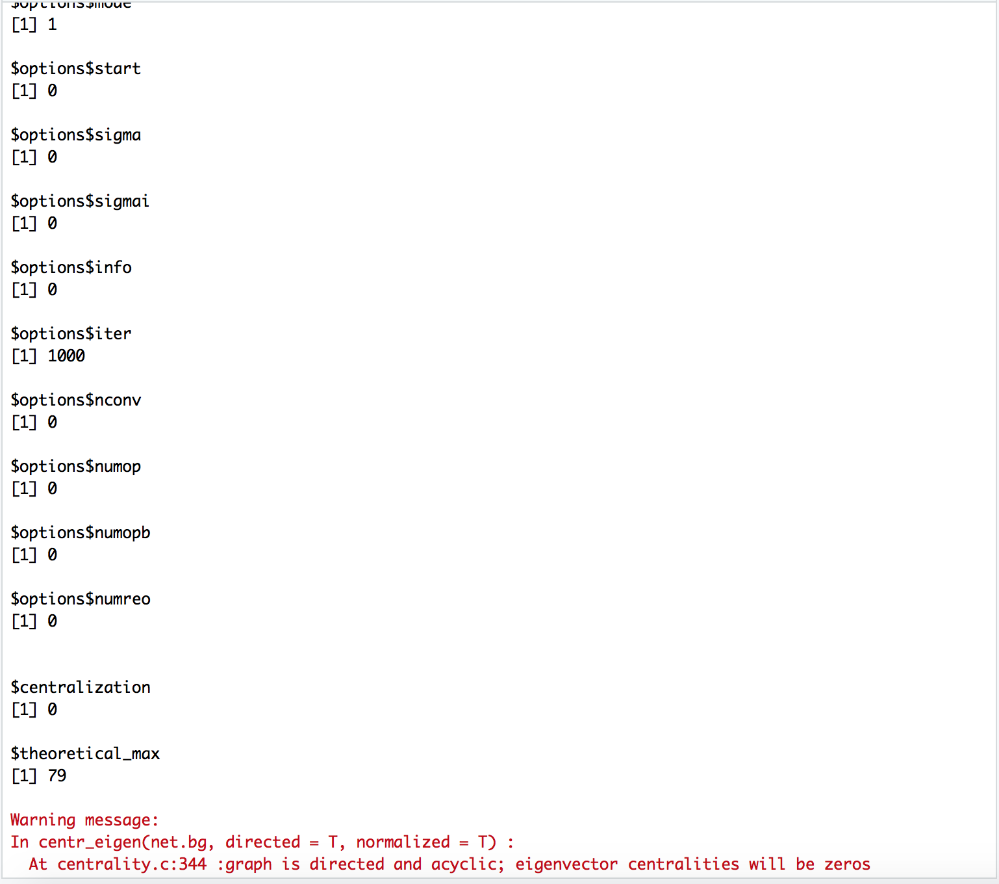 $options$mode
[1] 1
$options$start
[1] 0
$options$sigma
[1] 0
$options$sigmai
[1] 0
$options$info
[1] 0
$options$iter
[1] 1000
$options$nconv
[1] 0
$options$numop
[1] 0
$options$numopb
[1] 0
$options$numreo
[1] 0
$centralization
[1] 0
$theoretical_max
[1] 79
Warning message:
In centr_eigen(net.bg, directed = T, normalized = T) :
At centrality.c:344 :graph is directed and acyclic; eigenvector centralities will be zeros